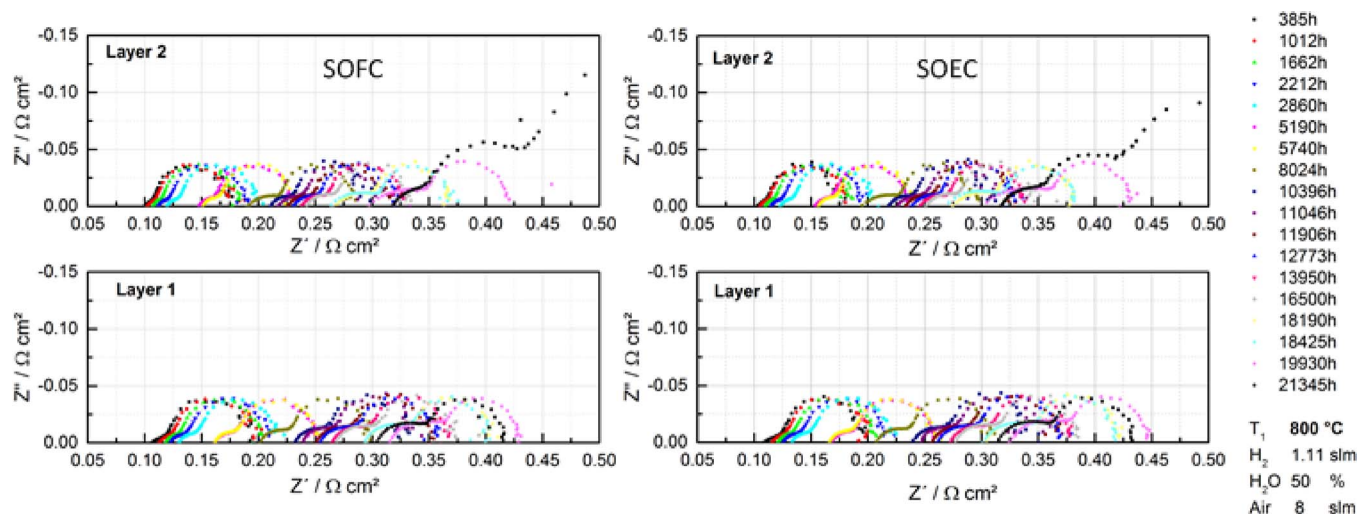 Layer 2
SOFC
-0.15
-0.10
-0.05
0.00
Z'' / Ω cm²
0.05 0.10 0.15 0.20 0.25 0.30 0.35 0.40 0.45 0.50
Z´ / Ω cm²
Layer 2
SOEC
-0.15
-0.10
-0.05
0.00
Z'' / Ω cm²
0.05 0.10 0.15 0.20 0.25 0.30 0.35 0.40 0.45 0.50
Z´ / Ω cm²
Layer 1
-0.15
-0.10
-0.05
0.00
Z'' / Ω cm²
0.05 0.10 0.15 0.20 0.25 0.30 0.35 0.40 0.45 0.50
Z´ / Ω cm²
Layer 1
-0.15
-0.10
-0.05
0.00
Z'' / Ω cm²
0.05 0.10 0.15 0.20 0.25 0.30 0.35 0.40 0.45 0.50
Z´ / Ω cm²
385h
1012h
1662h
2212h
2860h
5190h
5740h
8024h
10396h
11046h
11906h
12773h
13950h
16500h
18190h
18425h
19930h
21345h
T₁ 800 °C
H₂ 1.11 slm
H₂O 50 %
Air 8 slm